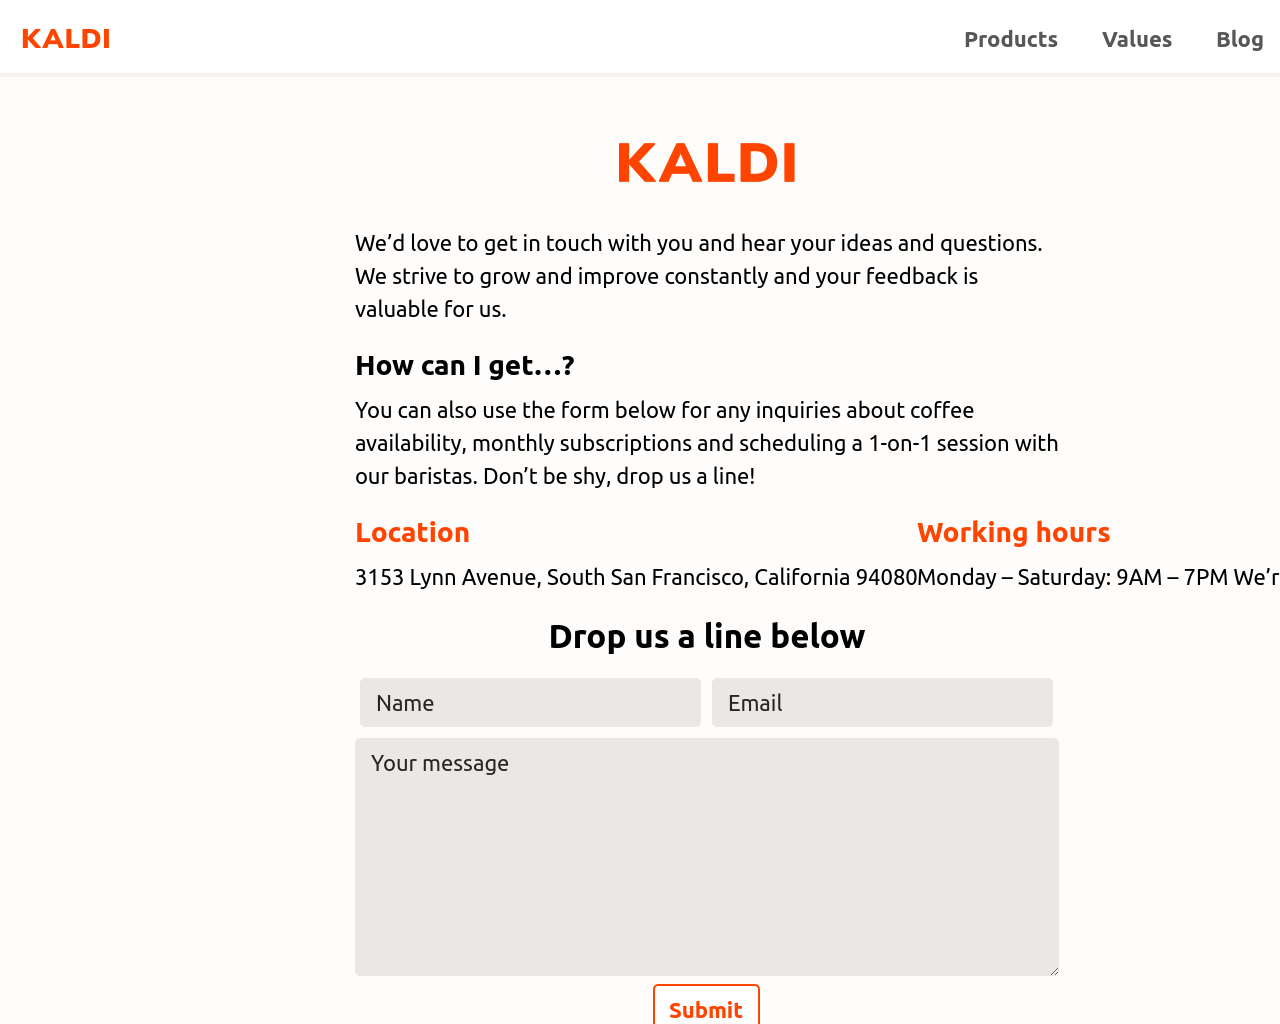 KALDI
Products Values Blog
KALDI
We’d love to get in touch with you and hear your ideas and questions.
We strive to grow and improve constantly and your feedback is
valuable for us.
How can I get…?
You can also use the form below for any inquiries about coffee
availability, monthly subscriptions and scheduling a 1-on-1 session with
our baristas. Don’t be shy, drop us a line!
Location
3153 Lynn Avenue, South San Francisco, California 94080
Working hours
Monday – Saturday: 9AM – 7PM We’r
Drop us a line below
Name
Email
Your message
Submit